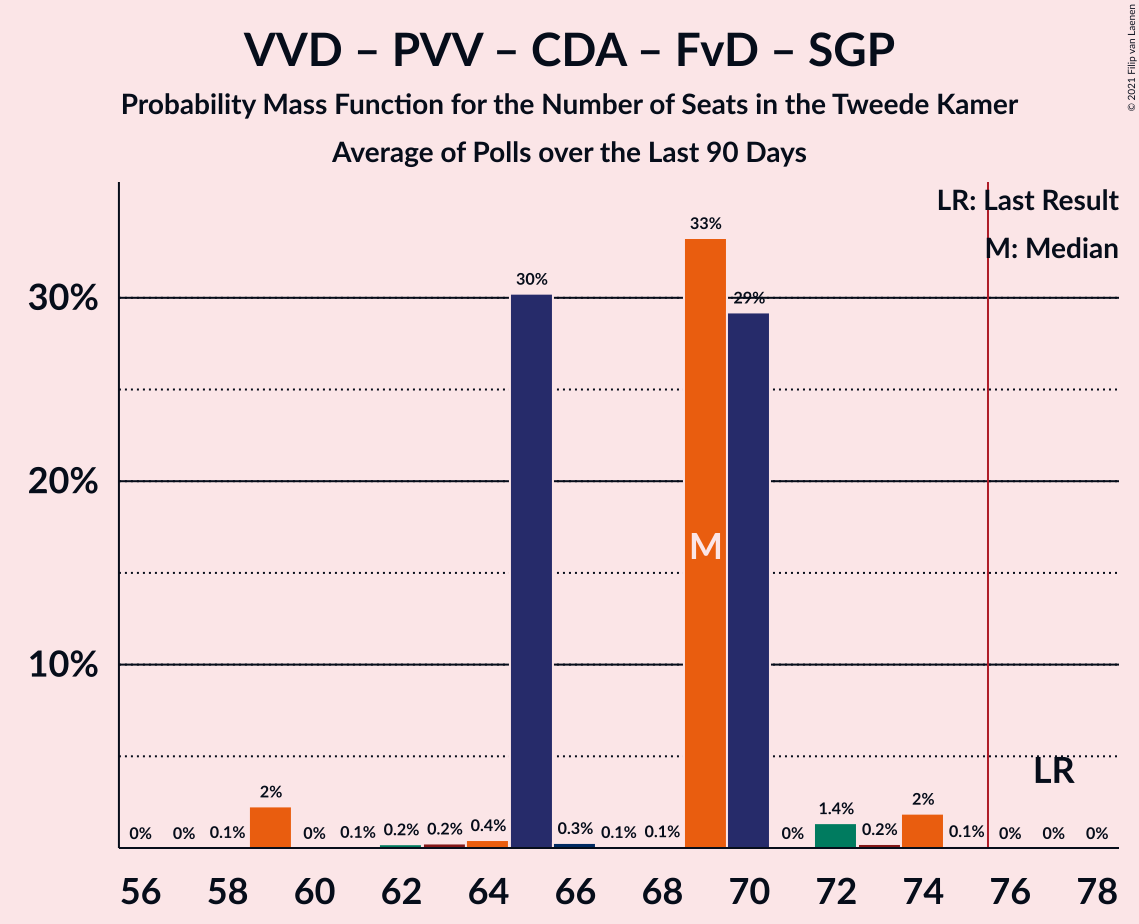 VVD – PVV – CDA – FvD – SGP
Probability Mass Function for the Number of Seats in the Tweede Kamer
Average of Polls over the Last 90 Days
© 2021 Filip van Laenen
LR: Last Result
M: Median
30%
20%
10%
0%
0%
0.1%
2%
0%
0.1%
0.2%
0.2%
0.4%
30%
0.3%
0.1%
0.1%
33%
29%
0%
1.4%
0.2%
2%
0.1%
0%
0%
0%
M
LR
56 58 60 62 64 66 68 70 72 74 76 78